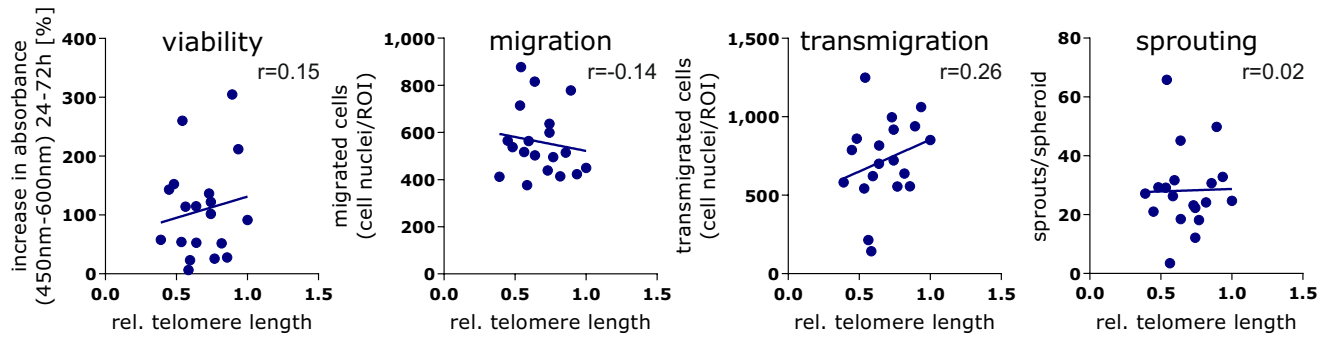 viability
r=0.15
increase in absorbance
(450nm-600nm) 24-72h [%]
400
300
200
100
0
0.0 0.5 1.0 1.5
rel. telomere length
migration
r=-0.14
migrated cells
(cell nuclei/ROI)
1,000
800
600
400
200
0
0.0 0.5 1.0 1.5
rel. telomere length
transmigration
r=0.26
transmigrated cells
(cell nuclei/ROI)
1,500
1,000
500
0
0.0 0.5 1.0 1.5
rel. telomere length
sprouting
r=0.02
sprouts/spheroid
80
60
40
20
0
0.0 0.5 1.0 1.5
rel. telomere length